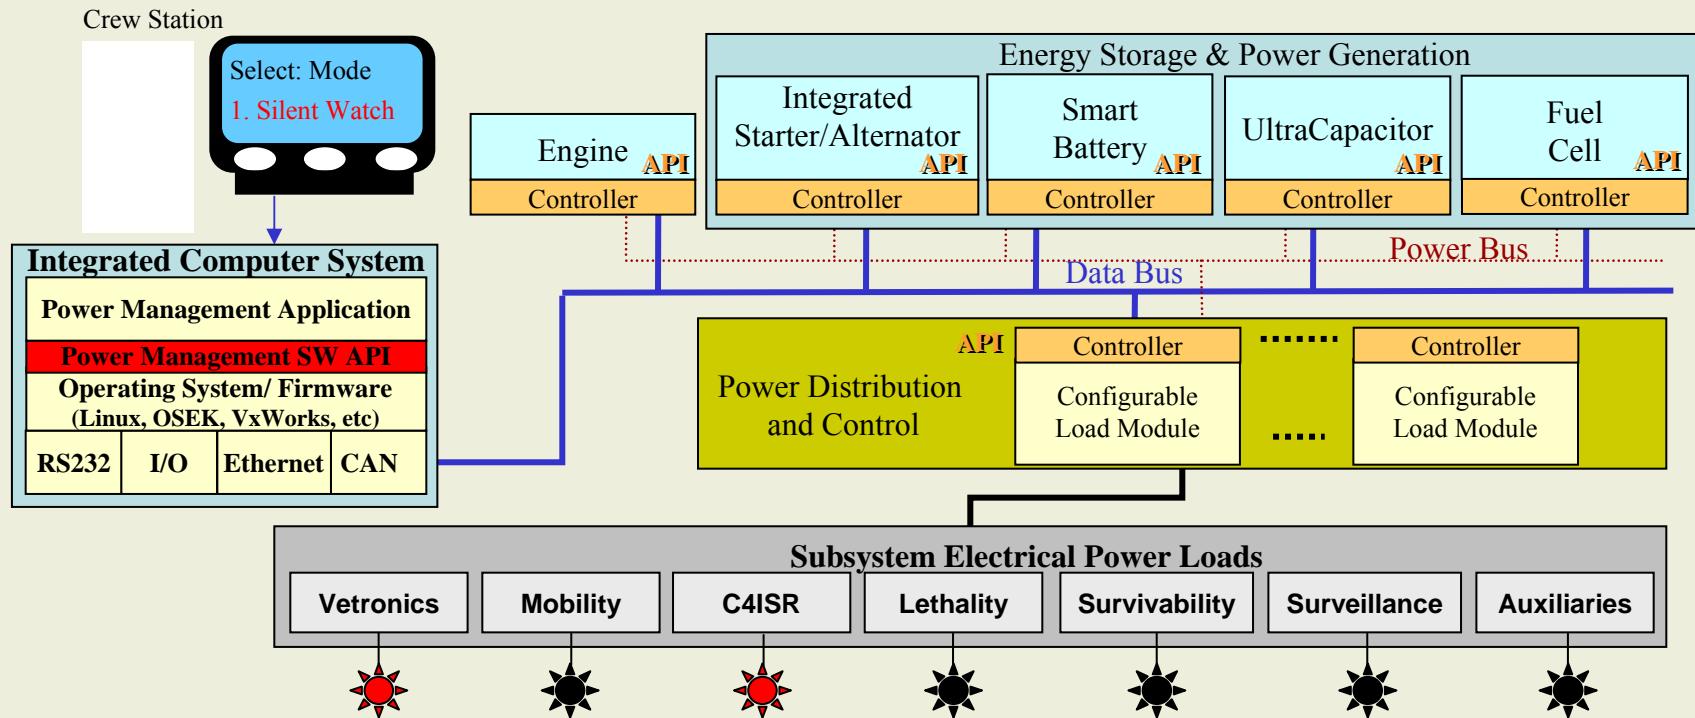 Crew Station
Select: Mode
1. Silent Watch
Energy Storage & Power Generation
Engine
API
Controller
Integrated
Starter/Alternator
API
Controller
Smart
Battery
API
Controller
UltraCapacitor
API
Controller
Fuel
Cell
API
Controller
Power Bus
Data Bus
Integrated Computer System
Power Management Application
Power Management SW API
Operating System/ Firmware
(Linux, OSEK, VxWorks, etc)
RS232
I/O
Ethernet
CAN
API
Power Distribution
and Control
Controller
Configurable
Load Module
Controller
Configurable
Load Module
Subsystem Electrical Power Loads
Vetronics
Mobility
C4ISR
Lethality
Survivability
Surveillance
Auxiliaries